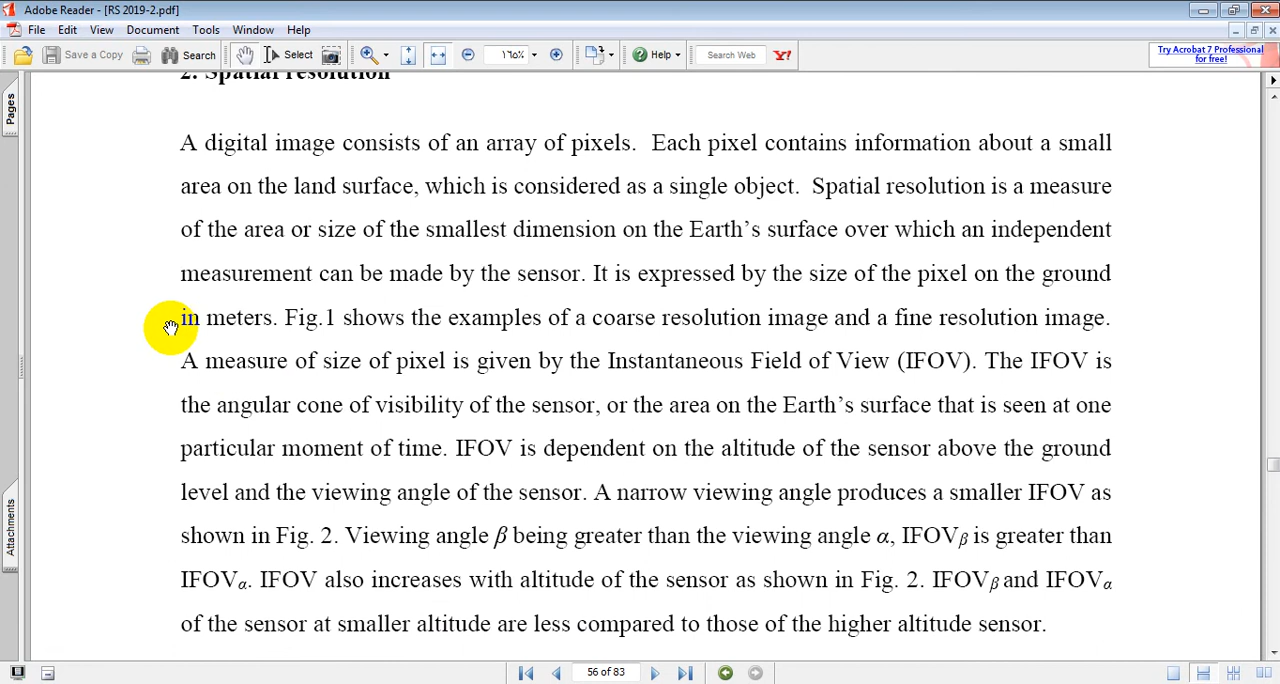 Adobe Reader - [RS 2019-2.pdf]
File Edit View Document Tools Window Help
Save a Copy Search Select ١٦٥% Help Search Web Y! Try Acrobat 7 Professional
for free!
Pages
2. Spatial resolution
A digital image consists of an array of pixels. Each pixel contains information about a small
area on the land surface, which is considered as a single object. Spatial resolution is a measure
of the area or size of the smallest dimension on the Earth’s surface over which an independent
measurement can be made by the sensor. It is expressed by the size of the pixel on the ground
in meters. Fig.1 shows the examples of a coarse resolution image and a fine resolution image.
A measure of size of pixel is given by the Instantaneous Field of View (IFOV). The IFOV is
the angular cone of visibility of the sensor, or the area on the Earth’s surface that is seen at one
particular moment of time. IFOV is dependent on the altitude of the sensor above the ground
level and the viewing angle of the sensor. A narrow viewing angle produces a smaller IFOV as
shown in Fig. 2. Viewing angle β being greater than the viewing angle α, IFOVβ is greater than
IFOVα. IFOV also increases with altitude of the sensor as shown in Fig. 2. IFOVβ and IFOVα
of the sensor at smaller altitude are less compared to those of the higher altitude sensor.
Attachments
56 of 83